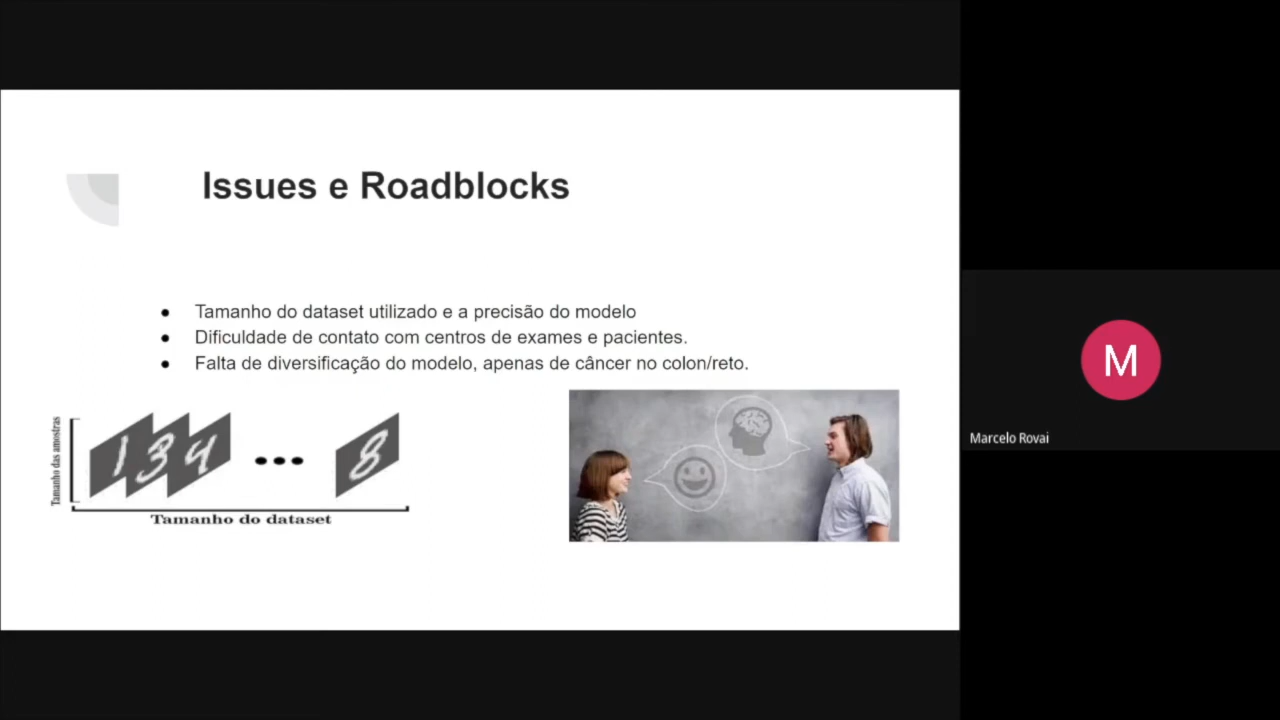 Issues e Roadblocks
● Tamanho do dataset utilizado e a precisão do modelo
● Dificuldade de contato com centros de exames e pacientes.
● Falta de diversificação do modelo, apenas de câncer no colon/reto.
Tamanho das amostras
1 3 4 ... 8
Tamanho do dataset
M
Marcelo Rovai